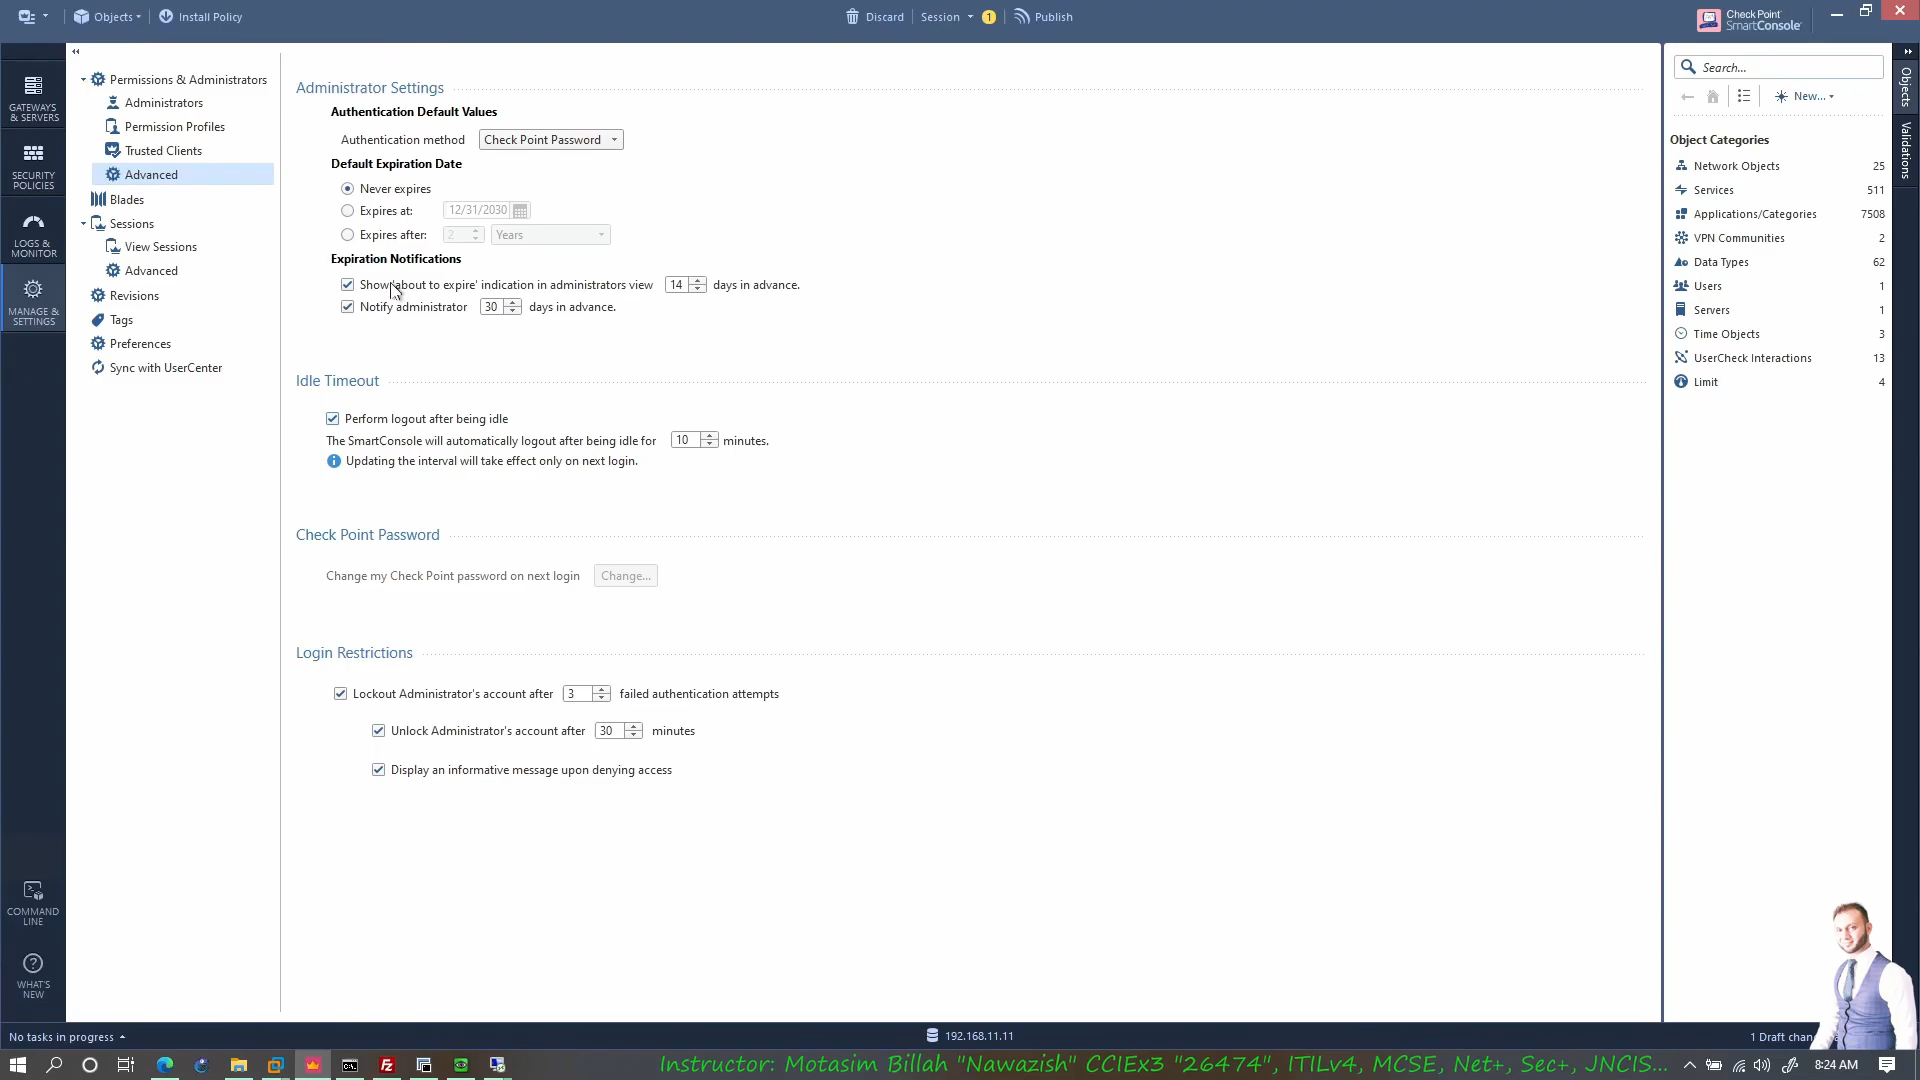 Objects
Install Policy
Discard
Session
1
Publish
Check Point
SmartConsole
GATEWAYS
& SERVERS
SECURITY
POLICIES
LOGS &
MONITOR
MANAGE &
SETTINGS
COMMAND
LINE
WHAT'S
NEW
Permissions & Administrators
Administrators
Permission Profiles
Trusted Clients
Advanced
Blades
Sessions
View Sessions
Advanced
Revisions
Tags
Preferences
Sync with UserCenter
Administrator Settings
Authentication Default Values
Authentication method Check Point Password
Default Expiration Date
Never expires
Expires at: 12/31/2030
Expires after: 2 Years
Expiration Notifications
Show 'about to expire' indication in administrators view 14 days in advance.
Notify administrator 30 days in advance.
Idle Timeout
Perform logout after being idle
The SmartConsole will automatically logout after being idle for 10 minutes.
Updating the interval will take effect only on next login.
Check Point Password
Change my Check Point password on next login Change...
Login Restrictions
Lockout Administrator's account after 3 failed authentication attempts
Unlock Administrator's account after 30 minutes
Display an informative message upon denying access
Search...
New...
Object Categories
Network Objects 25
Services 511
Applications/Categories 7508
VPN Communities 2
Data Types 62
Users 1
Servers 1
Time Objects 3
UserCheck Interactions 13
Limit 4
Objects
Validations
No tasks in progress
192.168.11.11
1 Draft
Instructor: Motasim Billah "Nawazish" CCIEx3 "26474", ITILv4, MCSE, Net+, Sec+, JNCIS...
8:24 AM